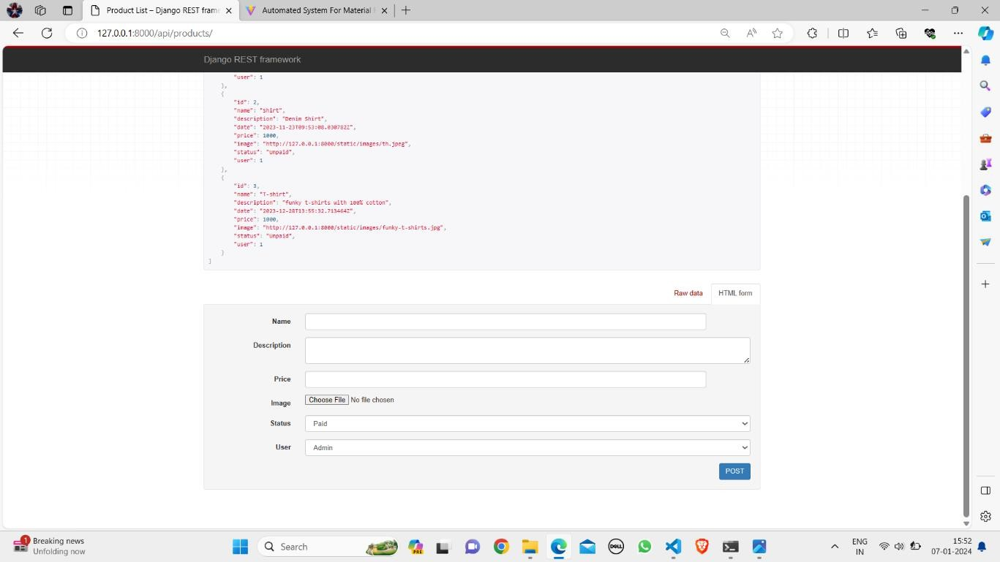 Product List – Django REST fram
Automated System For Material
127.0.0.1:8000/api/products/
Django REST framework
"user": 1
},
{
"id": 2,
"name": "shirt",
"description": "Denim Shirt",
"date": "2023-11-23T09:53:08.030782Z",
"price": 1000,
"image": "http://127.0.0.1:8000/static/images/th.jpeg",
"status": "Unpaid",
"user": 1
},
{
"id": 3,
"name": "T-shirt",
"description": "funky t-shirts with 100% cotton",
"date": "2023-12-28T13:55:32.713464Z",
"price": 1000,
"image": "http://127.0.0.1:8000/static/images/funky-t-shirts.jpg",
"status": "Unpaid",
"user": 1
}
]
Raw data HTML form
Name
Description
Price
Image Choose File No file chosen
Status Paid
User Admin
POST
1 Breaking news
Unfolding now
Search
PRE
DELL
ENG
IN
15:52
07-01-2024